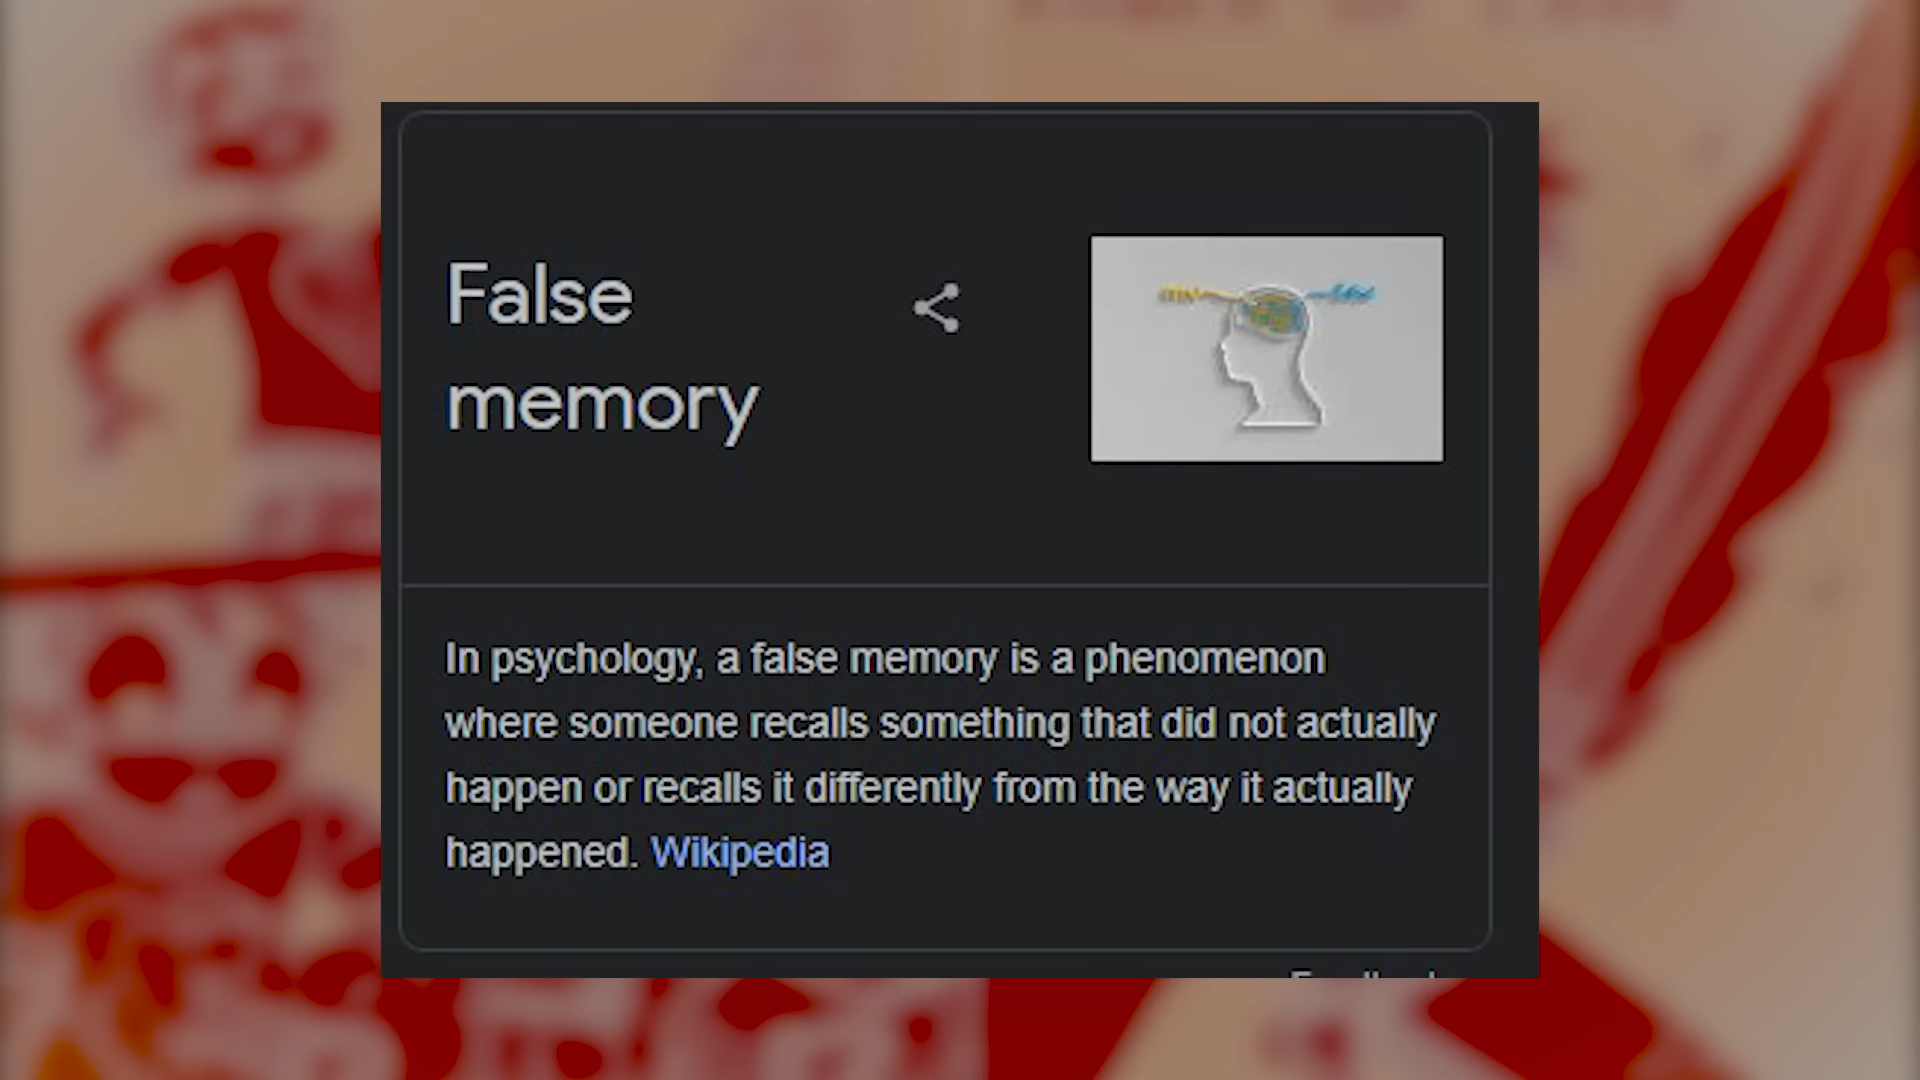 False
memory
In psychology, a false memory is a phenomenon
where someone recalls something that did not actually
happen or recalls it differently from the way it actually
happened. Wikipedia